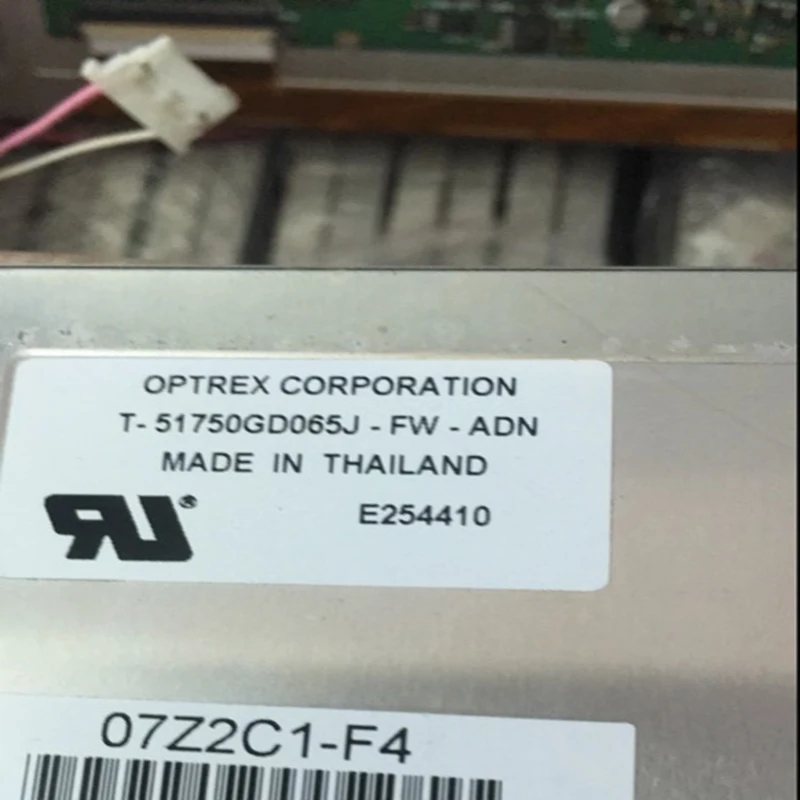 OPTREX CORPORATION
T- 51750GD065J - FW - ADN
MADE IN THAILAND
E254410
07Z2C1-F4